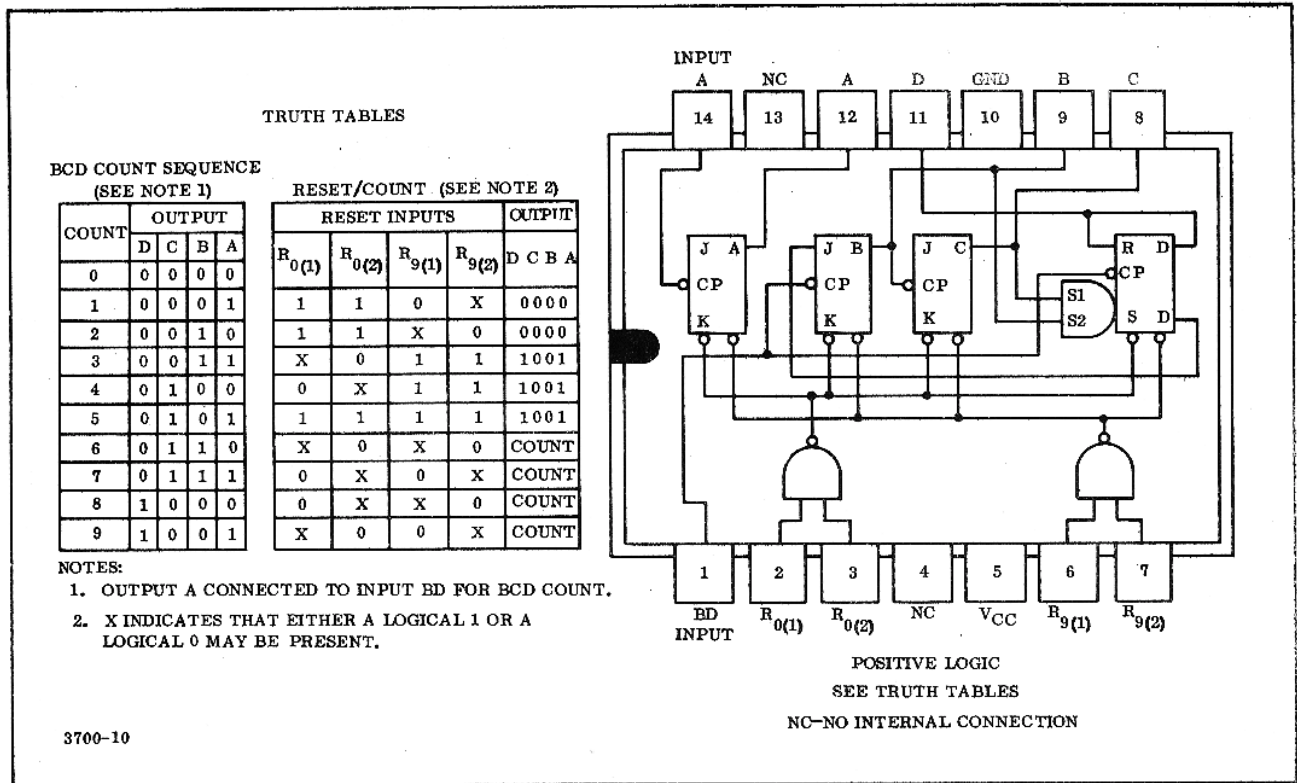 TRUTH TABLES
BCD COUNT SEQUENCE
(SEE NOTE 1)
COUNT OUTPUT
D C B A
0 0 0 0 0
1 0 0 0 1
2 0 0 1 0
3 0 0 1 1
4 0 1 0 0
5 0 1 0 1
6 0 1 1 0
7 0 1 1 1
8 1 0 0 0
9 1 0 0 1
RESET/COUNT (SEE NOTE 2)
RESET INPUTS OUTPUT
R0(1) R0(2) R9(1) R9(2) D C B A
1 1 0 X 0000
1 1 X 0 0000
X 0 1 1 1001
0 X 1 1 1001
1 1 1 1 1001
X 0 X 0 COUNT
0 X 0 X COUNT
0 X X 0 COUNT
X 0 0 X COUNT
NOTES:
1. OUTPUT A CONNECTED TO INPUT BD FOR BCD COUNT.
2. X INDICATES THAT EITHER A LOGICAL 1 OR A
LOGICAL 0 MAY BE PRESENT.
INPUT
A NC A D GND B C
14 13 12 11 10 9 8
J A J B J C R D
CP CP CP CP
S1
S2
K K K S D
1 2 3 4 5 6 7
BD R0(1) R0(2) NC VCC R9(1) R9(2)
INPUT
POSITIVE LOGIC
SEE TRUTH TABLES
NC-NO INTERNAL CONNECTION
3700-10